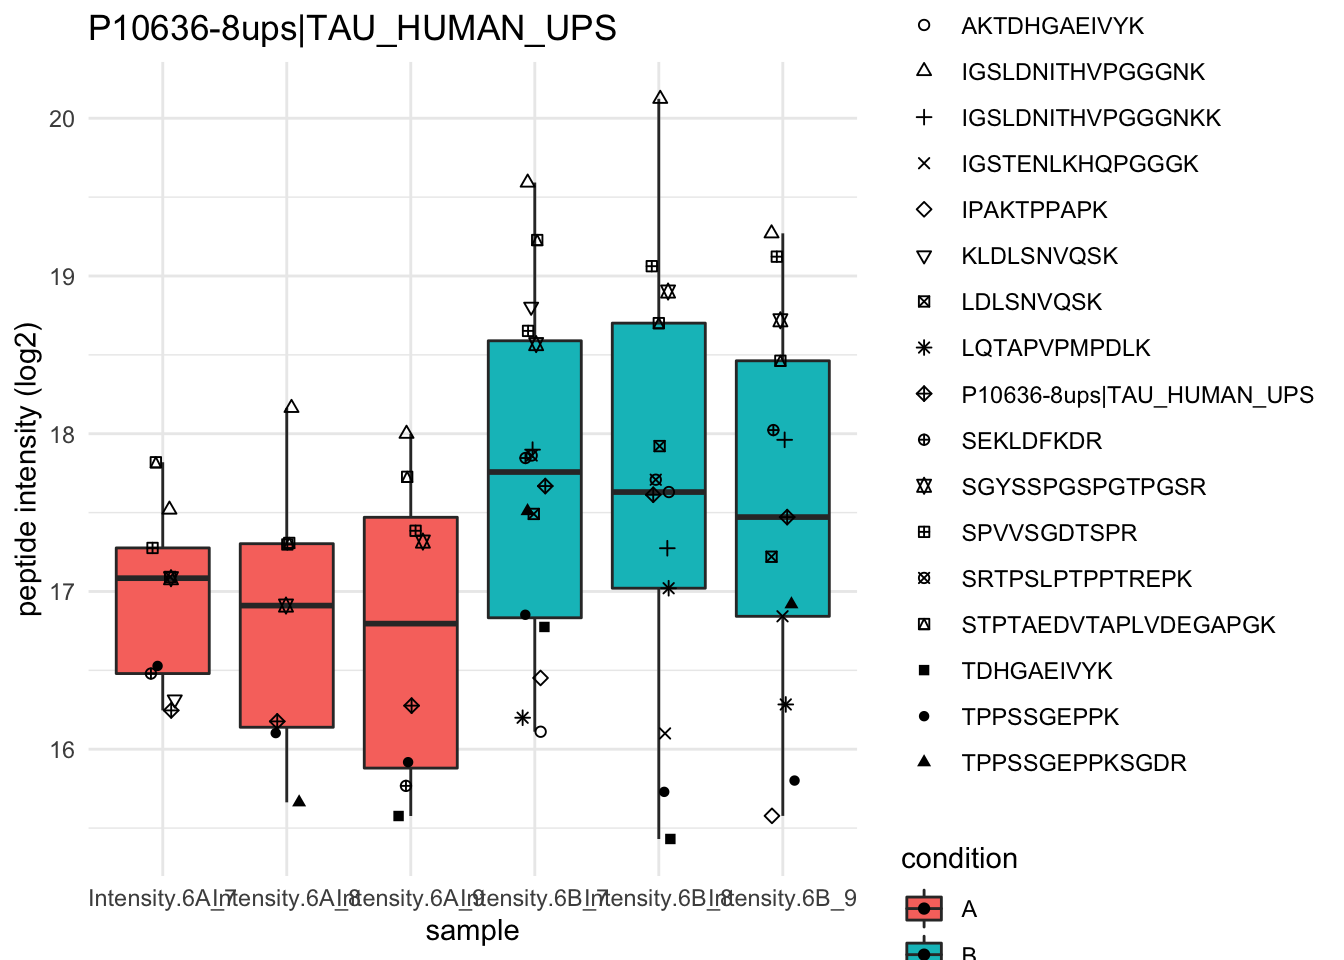 P10636-8ups|TAU_HUMAN_UPS
20
19
18
17
16
peptide intensity (log2)
Intensity.6A_7
Intensity.6A_8
Intensity.6A_9
Intensity.6B_7
Intensity.6B_8
Intensity.6B_9
sample
AKTDHGAEIVYK
IGSLDNITHVPGGGNK
IGSLDNITHVPGGGNKK
IGSTENLKHQPGGGK
IPAKTPPAPK
KLDLSNVQSK
LDLSNVQSK
LQTAPVPMPDLK
P10636-8ups|TAU_HUMAN_UPS
SEKLDFKDR
SGYSSPGSPGTPGSR
SPVVSGDTSPR
SRTPSLPTPPTREPK
STPTAEDVTAPLVDEGAPGK
TDHGAEIVYK
TPPSSGEPPK
TPPSSGEPPKSGDR
condition
A
B